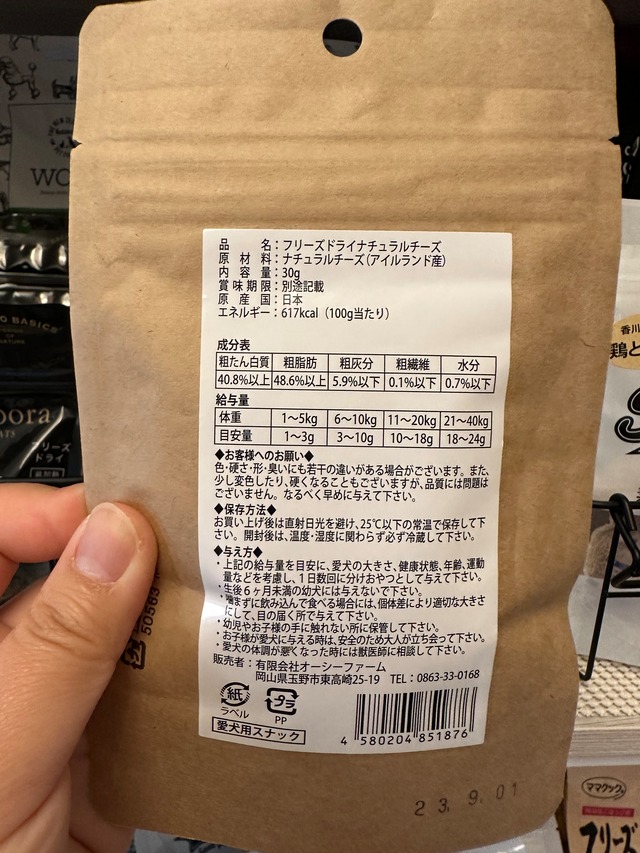 品　　　名：フリーズドライナチュラルチーズ
原　材　料：ナチュラルチーズ（アイルランド産）
内　容　量：30g
賞味期限：別途記載
原　産　国：日本
エネルギー：617kcal（100g当たり）
成分表
粗たん白質 粗脂肪 粗灰分 粗繊維 水分
40.8%以上 48.6%以上 5.9%以下 0.1%以下 0.7%以下
給与量
体重 1〜5kg 6〜10kg 11〜20kg 21〜40kg
目安量 1〜3g 3〜10g 10〜18g 18〜24g
◆お客様へのお願い◆
色・硬さ・形・臭いにも若干の違いがある場合がございます。また、
少し変色したり、硬くなることもございますが、品質には問題は
ございません。なるべく早めに与えて下さい。
◆保存方法◆
お買い上げ後は直射日光を避け、25℃以下の常温で保存して下
さい。開封後は、温度・湿度に関わらず必ず冷蔵して下さい。
◆与え方◆
・上記の給与量を目安に、愛犬の大きさ、健康状態、年齢、運動
量などを考慮し、1日数回に分けおやつとして与えて下さい。
・生後6ヶ月未満の幼犬には与えないで下さい。
・噛まずに飲み込んで食べる場合には、個体差により適切な大きさ
にして、目の届く所で与えて下さい。
・幼児やお子様の手に触れない所に保管して下さい。
・お子様が愛犬に与える時は、安全のため大人が立ち会って下さい。
・愛犬の体調が悪くなった時には獣医師に相談して下さい。
販売者：有限会社オーシーファーム
岡山県玉野市東高崎25-19　TEL：0863-33-0168
紙
ラベル
プラ
PP
愛犬用スナック
4 580204 851876
23. 9. 01
50563
WO
O BASICS
oora
フリーズ
ドライ
香川
鶏と
ママクック
フリーズ